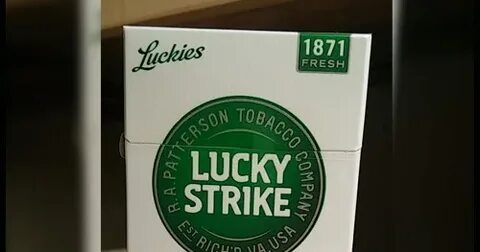 Luckies
1871
FRESH
R.A. PATTERSON TOBACCO COMPANY
LUCKY
STRIKE
EST RICH'D VA USA